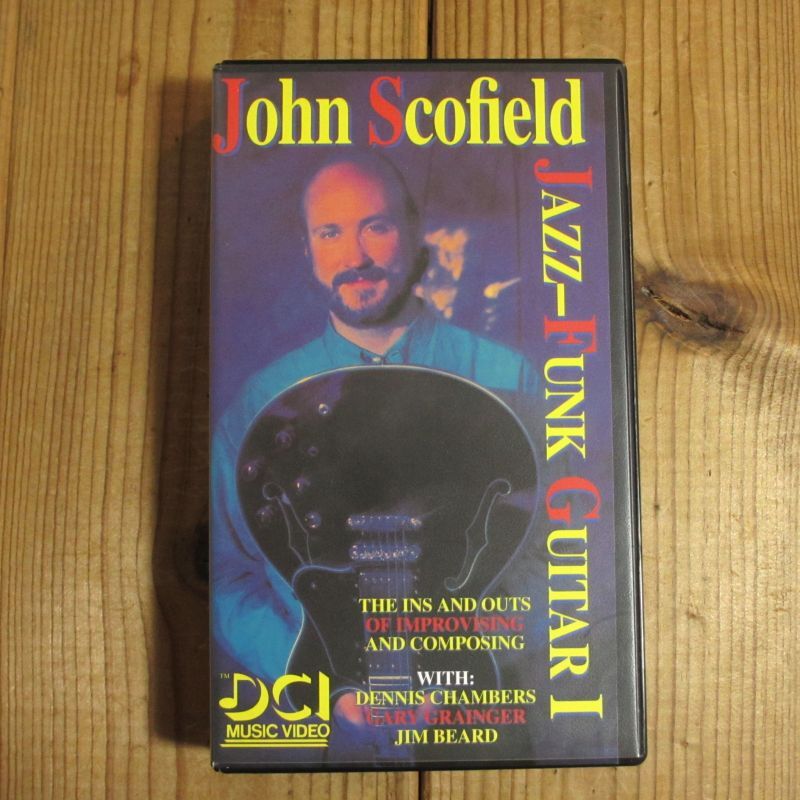 John Scofield
JAZZ–FUNK GUITAR I
THE INS AND OUTS
OF IMPROVISING
AND COMPOSING
WITH:
DENNIS CHAMBERS
GARY GRAINGER
JIM BEARD
TM
DCI
MUSIC VIDEO